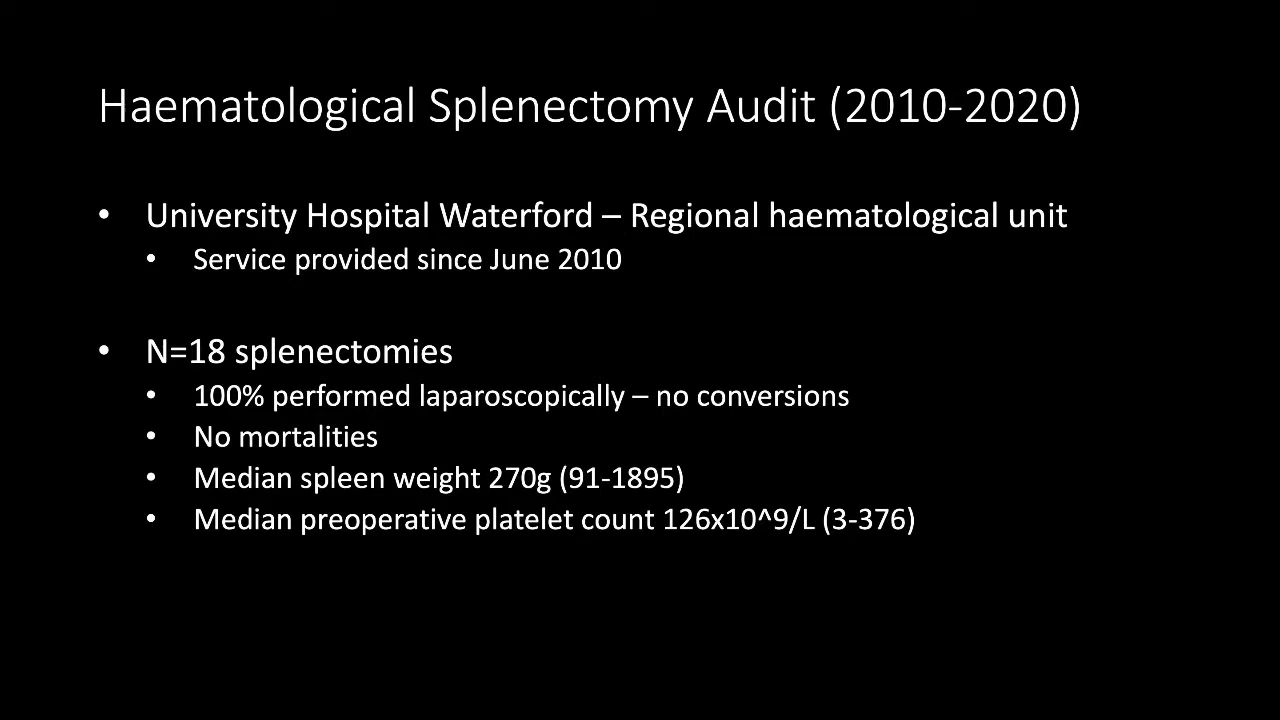 Haematological Splenectomy Audit (2010-2020)
• University Hospital Waterford – Regional haematological unit
• Service provided since June 2010
• N=18 splenectomies
• 100% performed laparoscopically – no conversions
• No mortalities
• Median spleen weight 270g (91-1895)
• Median preoperative platelet count 126x10^9/L (3-376)